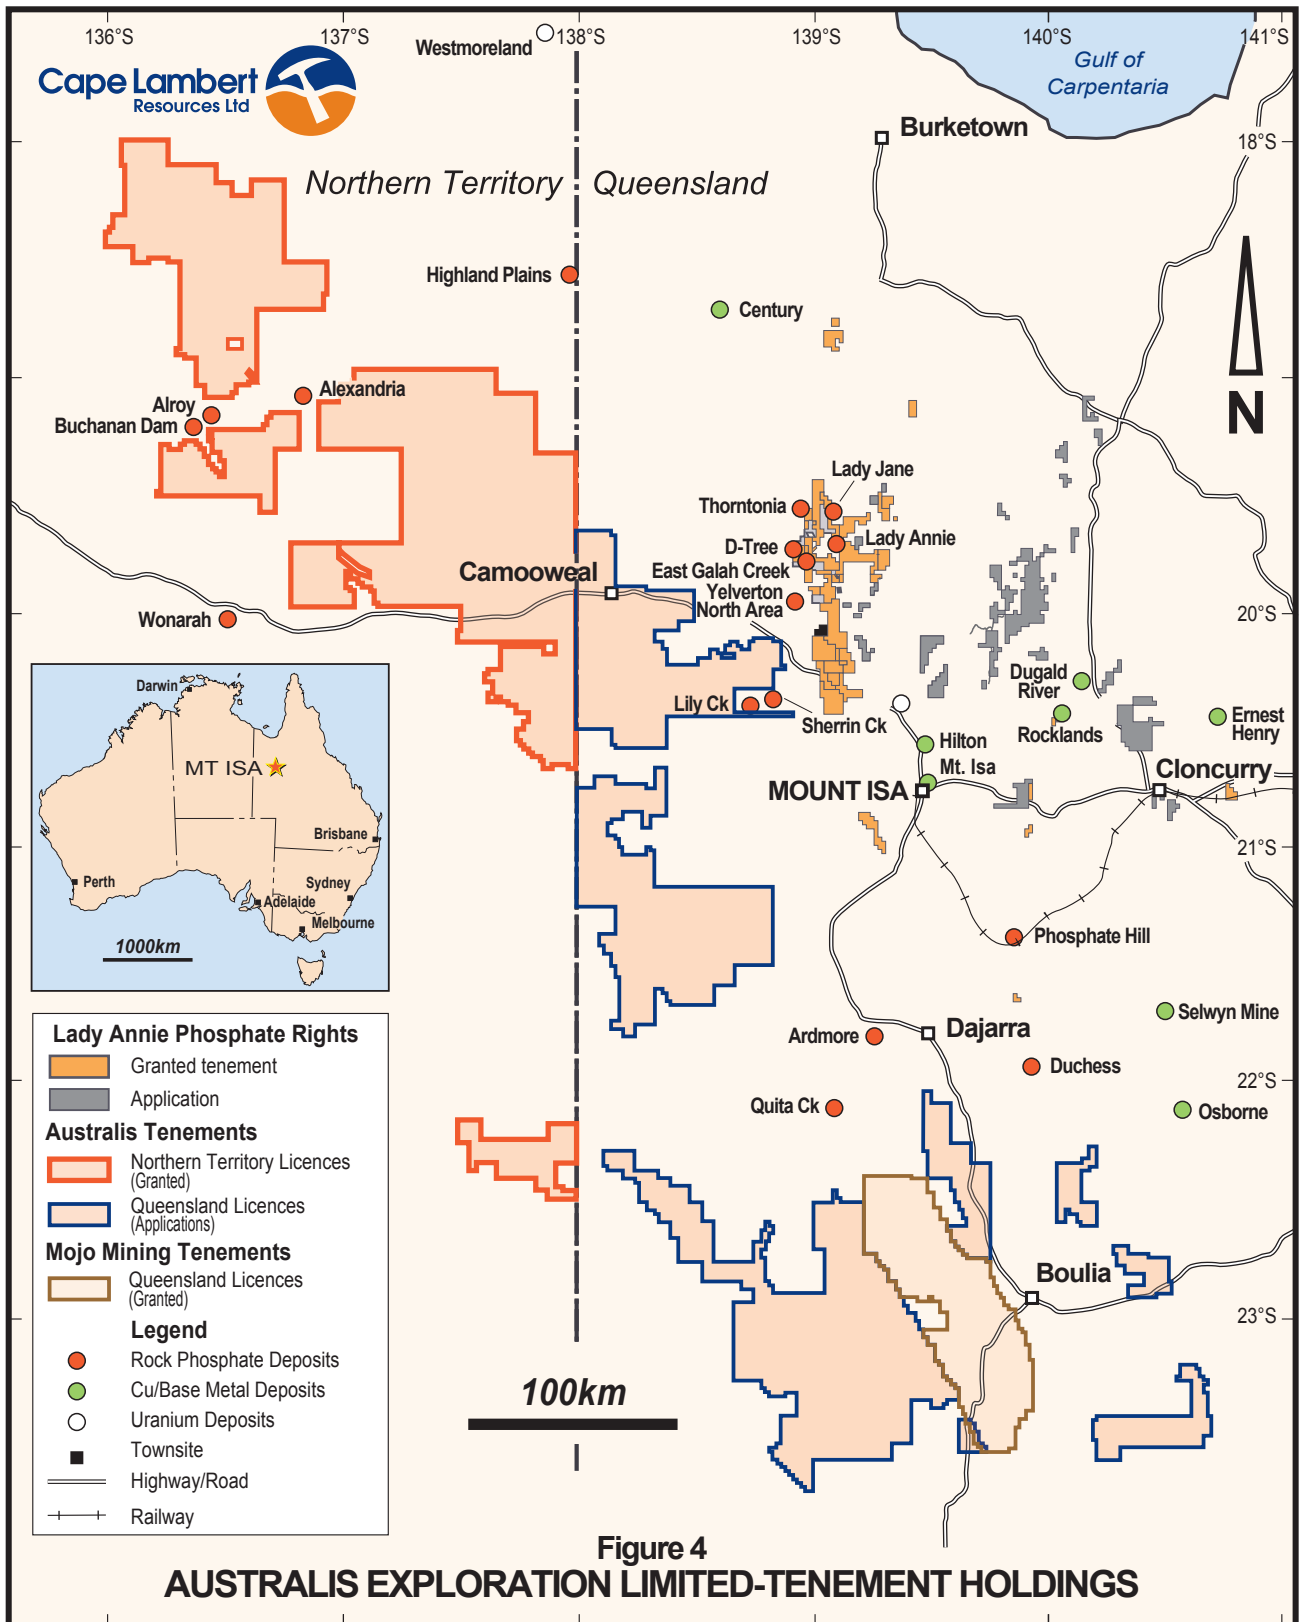 136°S
137°S
Westmoreland
138°S
139°S
140°S
141°S
Cape Lambert
Resources Ltd
Gulf of
Carpentaria
Burketown
18°S
Northern Territory
Queensland
Highland Plains
Century
N
Alexandria
Alroy
Buchanan Dam
Lady Jane
Thorntonia
Lady Annie
D-Tree
East Galah Creek
Camooweal
Yelverton
North Area
20°S
Wonarah
Dugald
River
Lily Ck
Sherrin Ck
Rocklands
Ernest
Henry
Hilton
Mt. Isa
Cloncurry
MOUNT ISA
21°S
Darwin
MT ISA
Brisbane
Perth
Sydney
Adelaide
Melbourne
1000km
Phosphate Hill
Selwyn Mine
Ardmore
Dajarra
Duchess
22°S
Quita Ck
Osborne
Boulia
23°S
Lady Annie Phosphate Rights
Granted tenement
Application
Australis Tenements
Northern Territory Licences
(Granted)
Queensland Licences
(Applications)
Mojo Mining Tenements
Queensland Licences
(Granted)
Legend
Rock Phosphate Deposits
Cu/Base Metal Deposits
Uranium Deposits
Townsite
Highway/Road
Railway
100km
Figure 4
AUSTRALIS EXPLORATION LIMITED-TENEMENT HOLDINGS